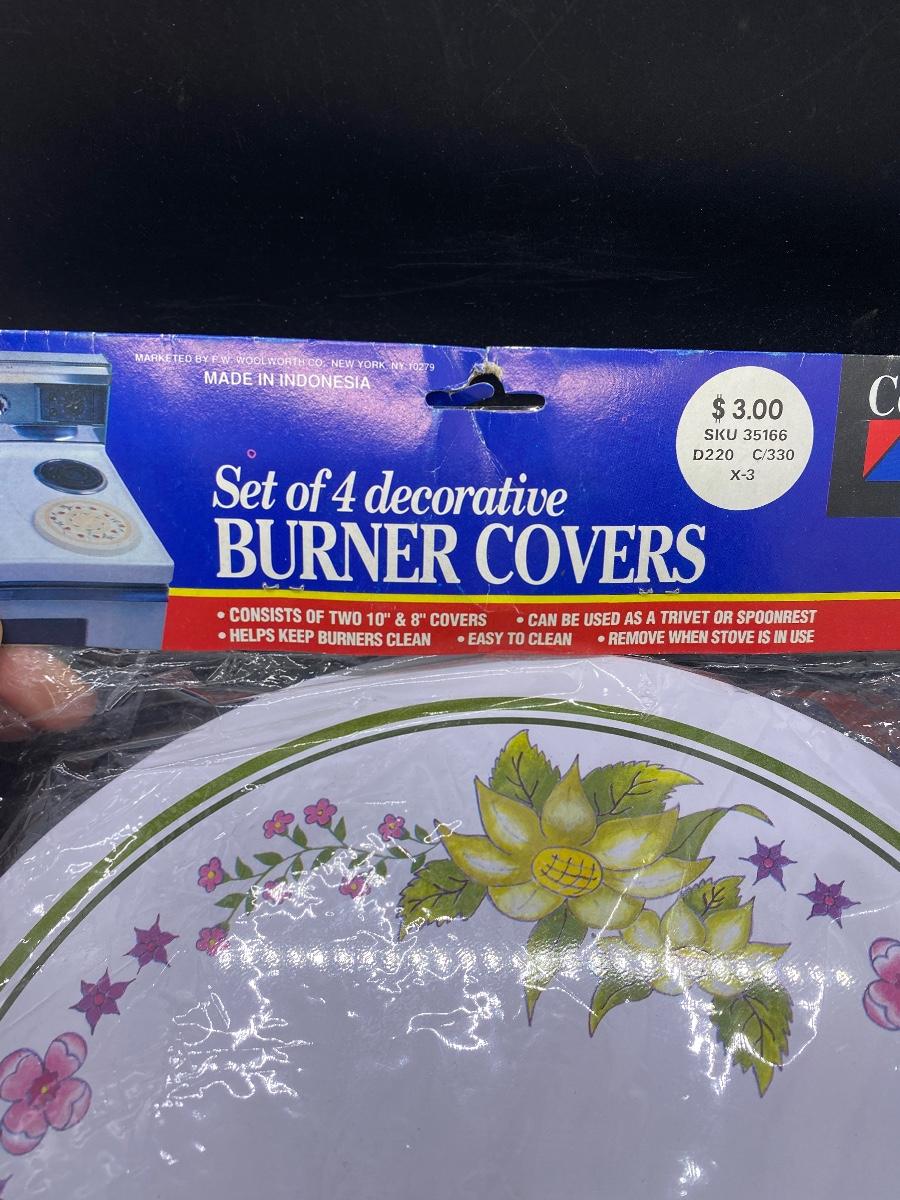 MARKETED BY F.W. WOOLWORTH CO. NEW YORK, NY 10279
MADE IN INDONESIA
$ 3.00
SKU 35166
D220 C/330
X-3
Set of 4 decorative
BURNER COVERS
• CONSISTS OF TWO 10" & 8" COVERS • CAN BE USED AS A TRIVET OR SPOONREST
• HELPS KEEP BURNERS CLEAN • EASY TO CLEAN • REMOVE WHEN STOVE IS IN USE